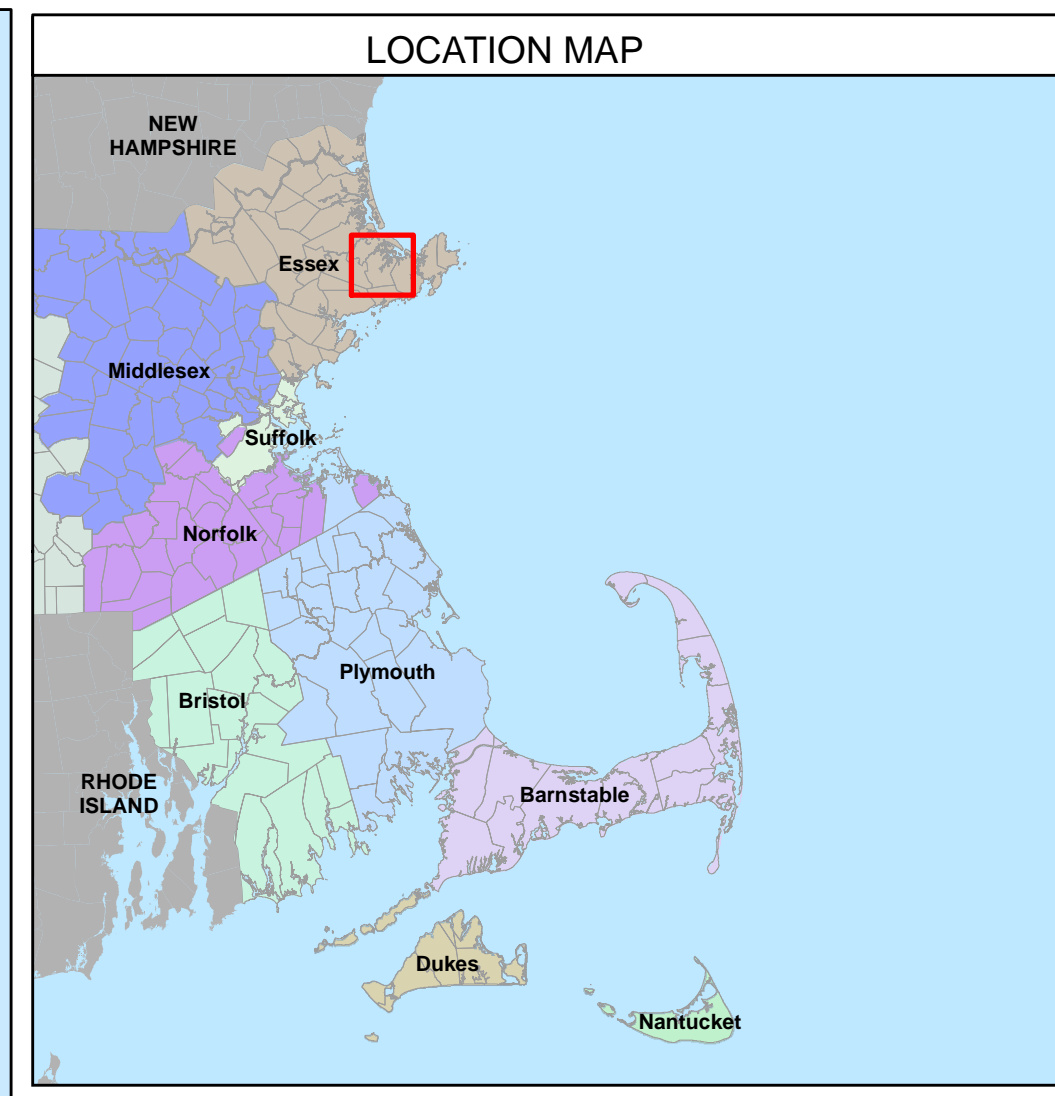 LOCATION MAP
NEW
HAMPSHIRE
Essex
Middlesex
Suffolk
Norfolk
Plymouth
Bristol
RHODE
ISLAND
Barnstable
Dukes
Nantucket